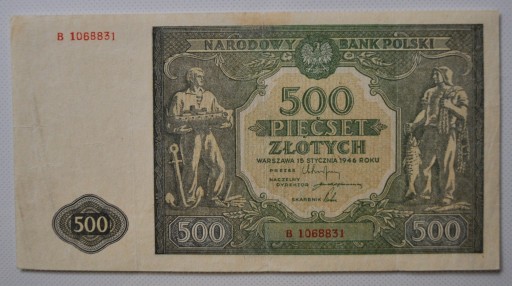 B 1068831
NARODOWY BANK POLSKI
500
PIĘĆSET
ZŁOTYCH
WARSZAWA 15 STYCZNIA 1946 ROKU
PREZES
NACZELNY
DYREKTOR
SKARBNIK
500
500 B 1068831 500